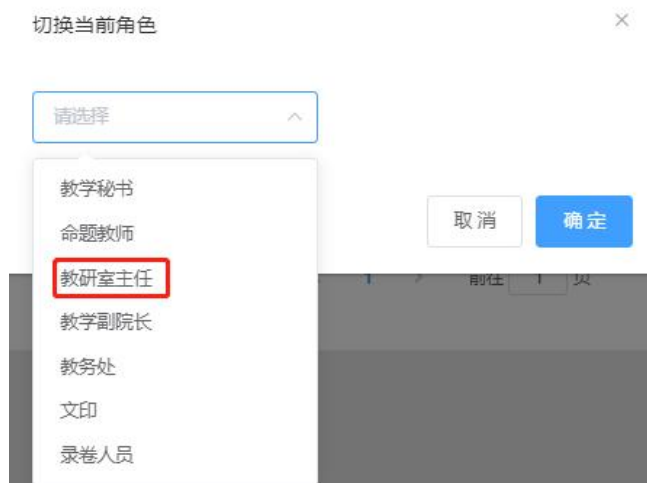 切换当前角色
请选择
教学秘书
命题教师
取消 确定
教研室主任
1 前往 1 页
教学副院长
教务处
文印
录卷人员